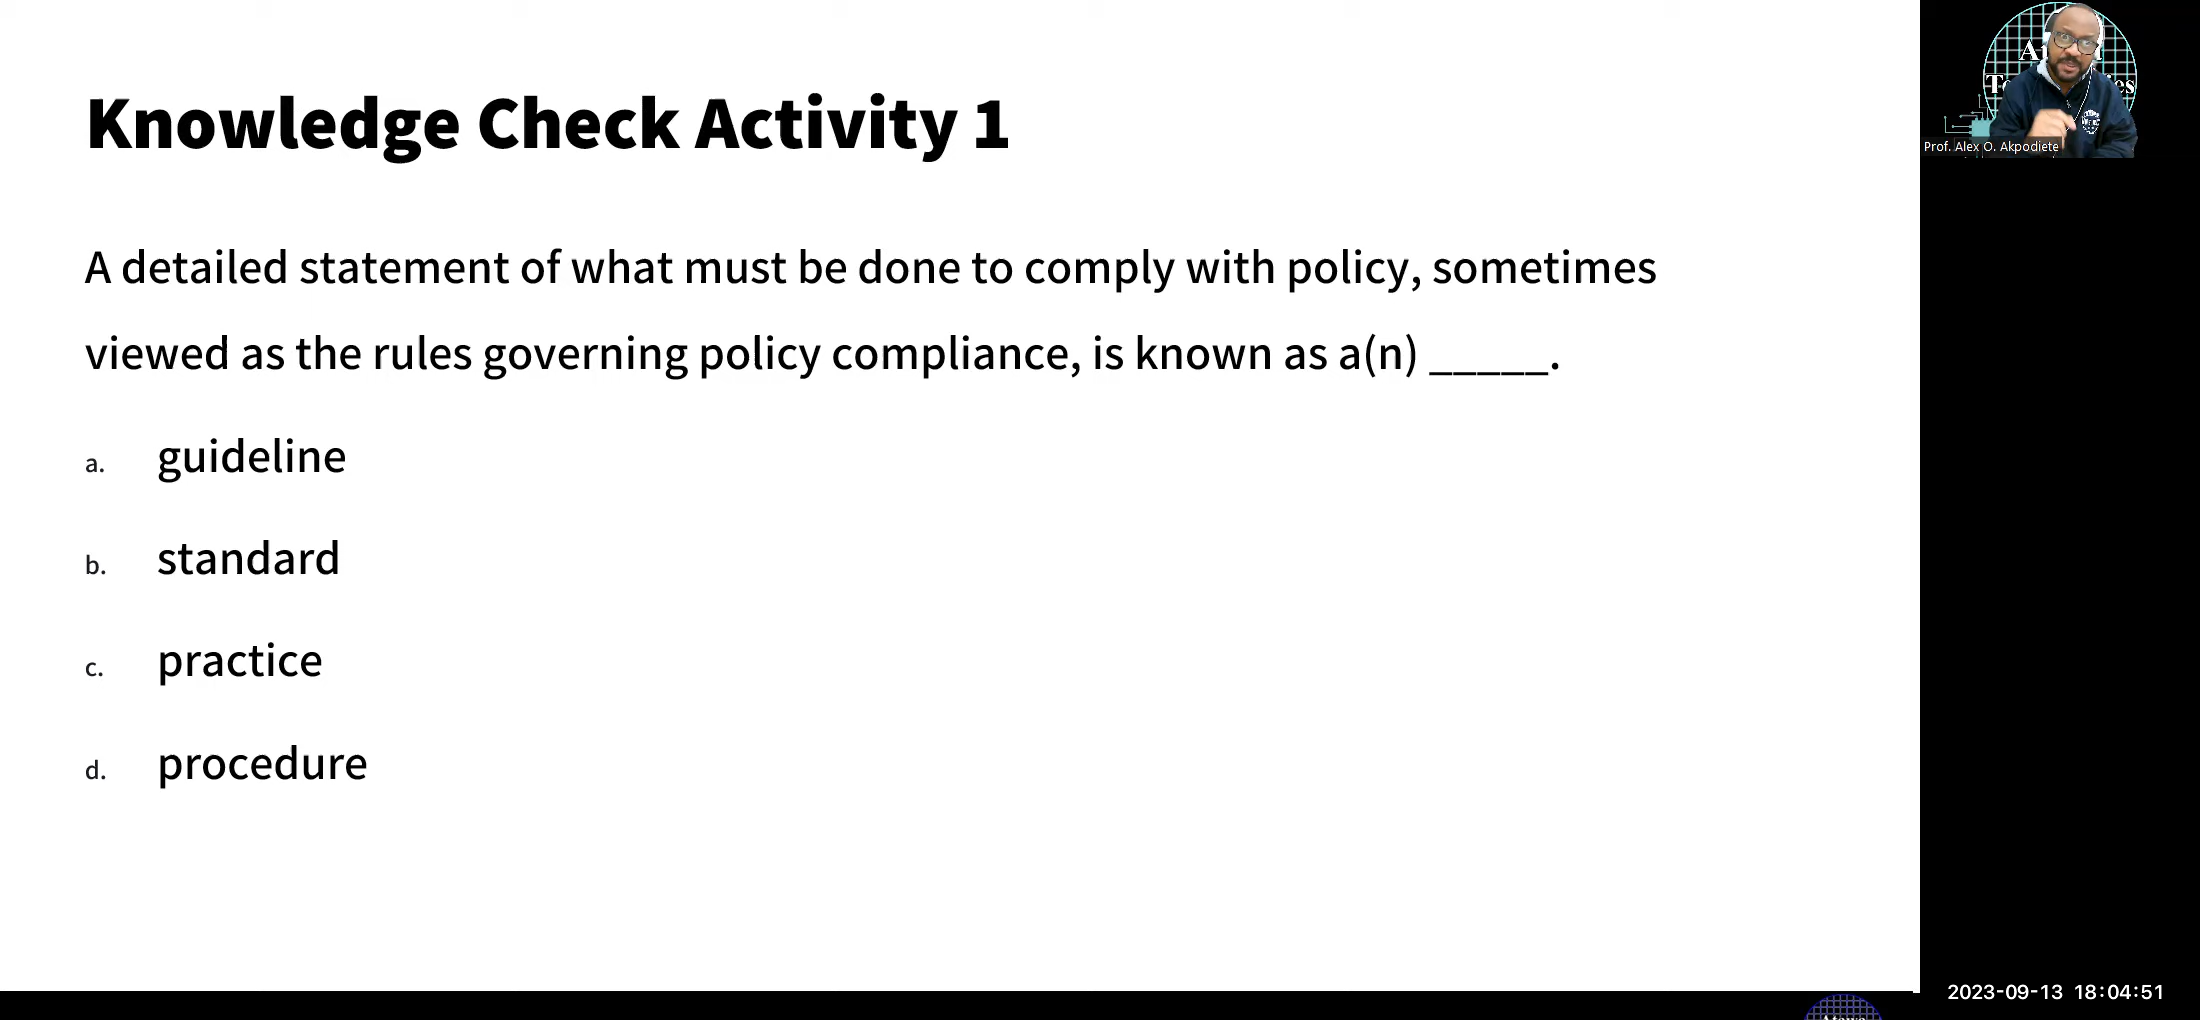 Knowledge Check Activity 1
A detailed statement of what must be done to comply with policy, sometimes
viewed as the rules governing policy compliance, is known as a(n) _____.
a. guideline
b. standard
c. practice
d. procedure
Prof. Alex O. Akpodiete
2023-09-13 18:04:51